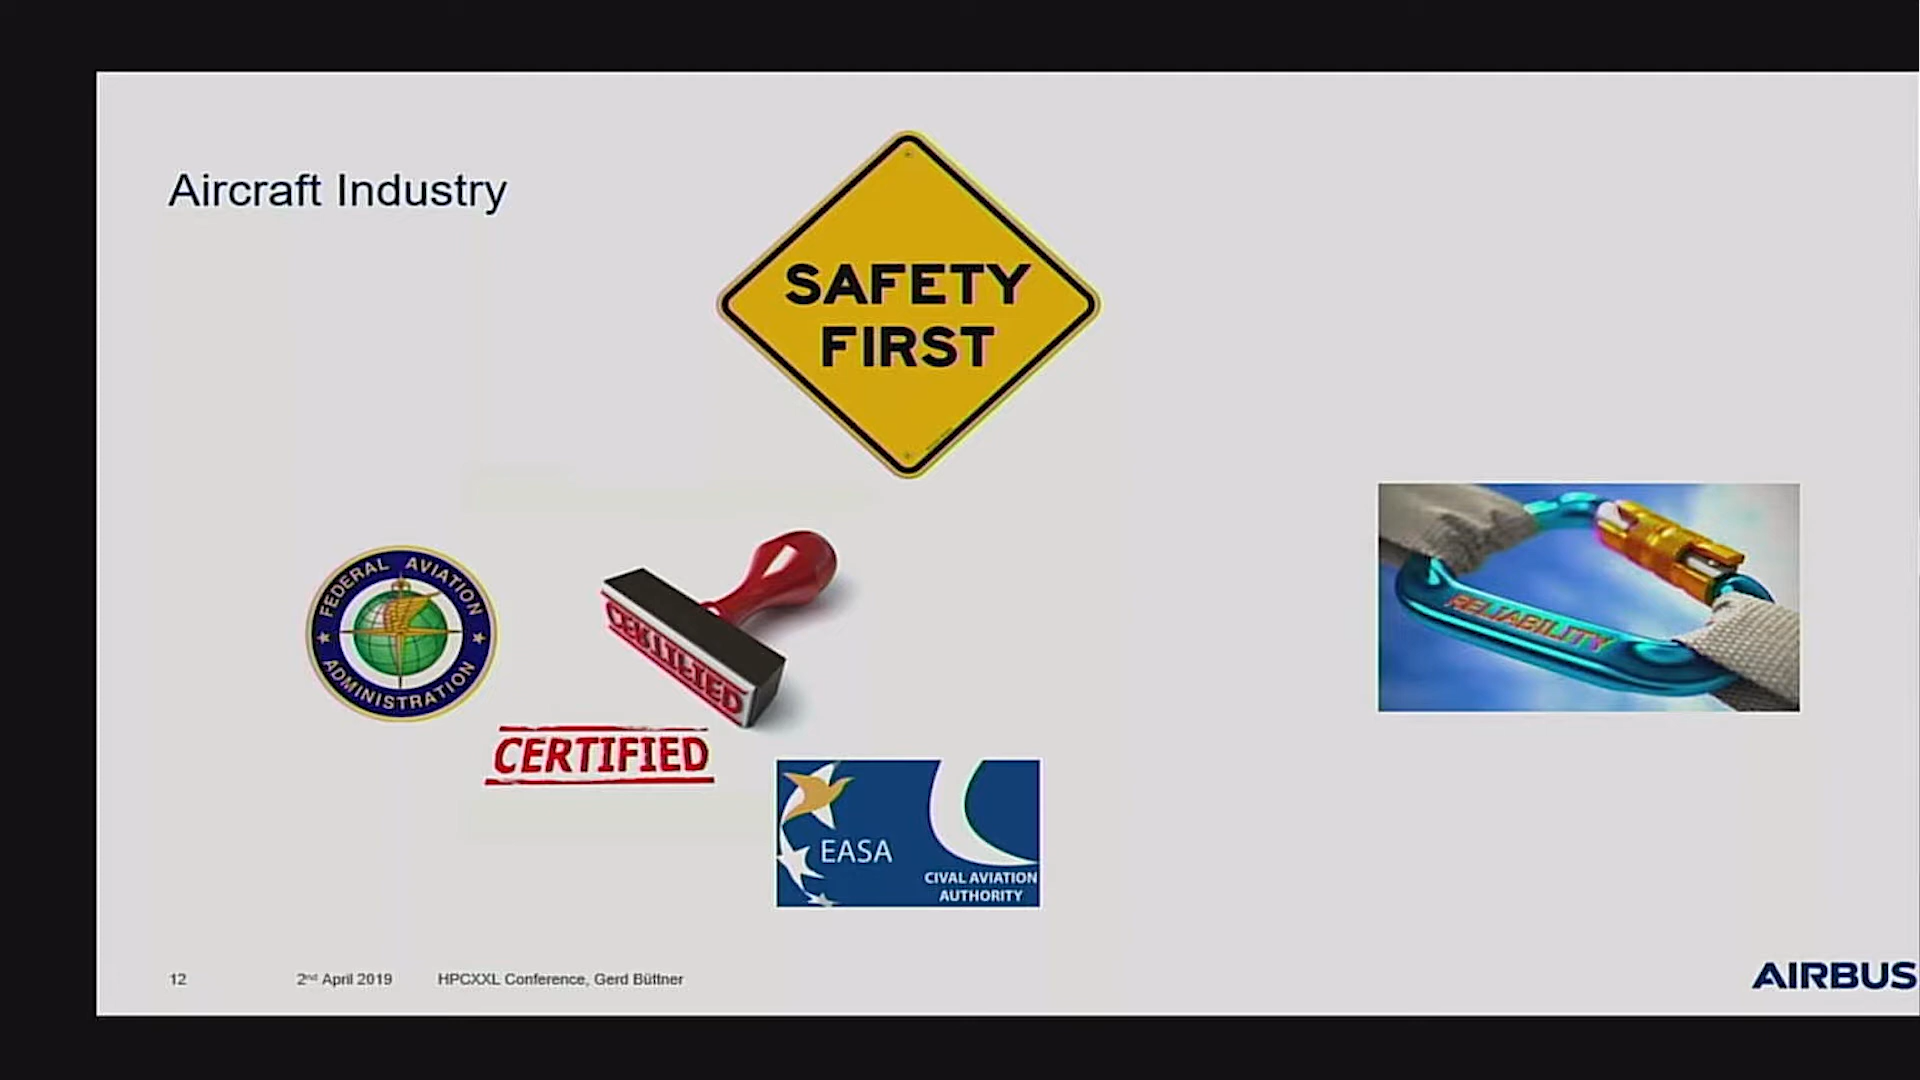 Aircraft Industry
SAFETY
FIRST
FEDERAL AVIATION
ADMINISTRATION
CERTIFIED
CERTIFIED
RELIABILITY
EASA
CIVAL AVIATION
AUTHORITY
12
2nd April 2019
HPCXXL Conference, Gerd Büttner
AIRBUS